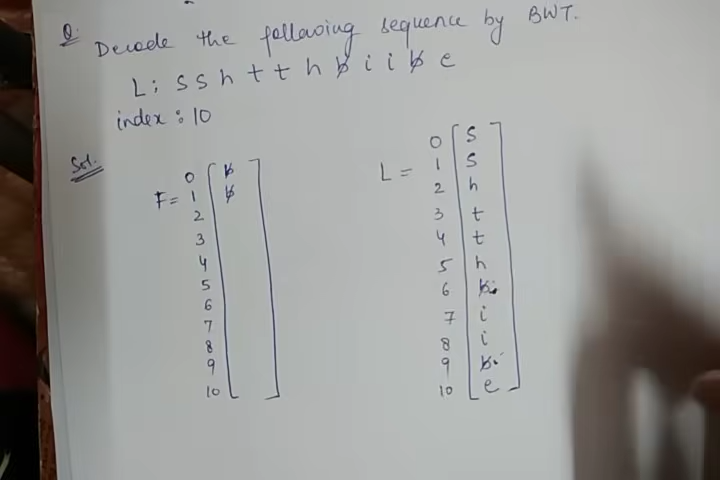 Q. Decode the following sequence by BWT.
L: s s h t t h ƀ i i ƀ e
index : 10
Sol.
F = 0 1 2 3 4 5 6 7 8 9 10 [ ƀ ƀ ]
L = 0 1 2 3 4 5 6 7 8 9 10 [ s s h t t h ƀ i i ƀ e ]